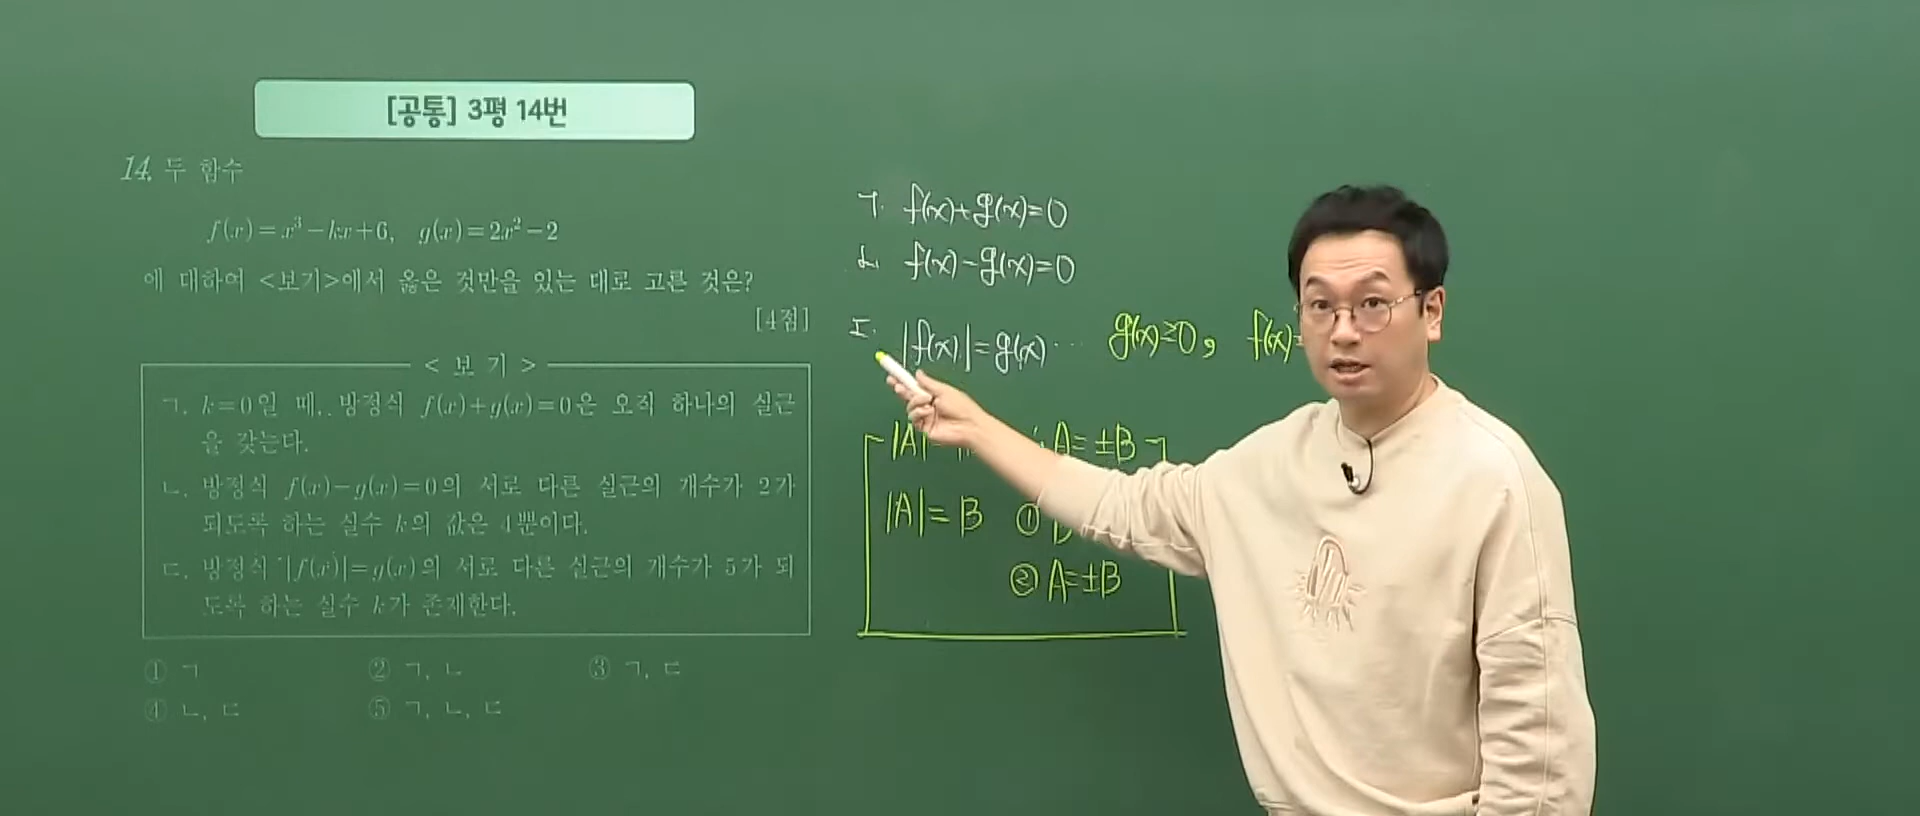 [공통] 3평 14번
14. 두 함수
f(x)=x³-kx+6, g(x)=2x²-2
에 대하여 <보기>에서 옳은 것만을 있는 대로 고른 것은?
[4점]
< 보 기 >
ㄱ. k=0일 때, 방정식 f(x)+g(x)=0은 오직 하나의 실근
을 갖는다.
ㄴ. 방정식 f(x)-g(x)=0의 서로 다른 실근의 개수가 2가
되도록 하는 실수 k의 값은 4뿐이다.
ㄷ. 방정식 |f(x)|=g(x)의 서로 다른 실근의 개수가 5가 되
도록 하는 실수 k가 존재한다.
① ㄱ ② ㄱ, ㄴ ③ ㄱ, ㄷ
④ ㄴ, ㄷ ⑤ ㄱ, ㄴ, ㄷ
ㄱ. f(x)+g(x)=0
ㄴ. f(x)-g(x)=0
ㄷ. |f(x)|=g(x)… g(x)≥0, f(x)=
|A|= A=±B
|A|=B ①
② A=±B